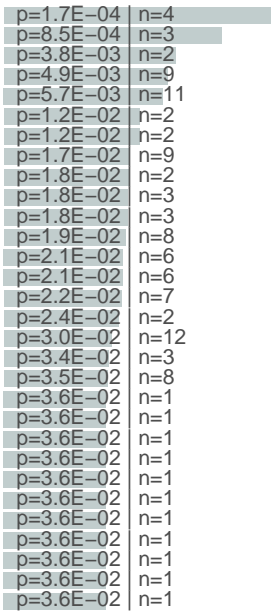 p=1.7E−04 | n=4
p=8.5E−04 | n=3
p=3.8E−03 | n=2
p=4.9E−03 | n=9
p=5.7E−03 | n=11
p=1.2E−02 | n=2
p=1.2E−02 | n=2
p=1.7E−02 | n=9
p=1.8E−02 | n=2
p=1.8E−02 | n=3
p=1.8E−02 | n=3
p=1.9E−02 | n=8
p=2.1E−02 | n=6
p=2.1E−02 | n=6
p=2.2E−02 | n=7
p=2.4E−02 | n=2
p=3.0E−02 | n=12
p=3.4E−02 | n=3
p=3.5E−02 | n=8
p=3.6E−02 | n=1
p=3.6E−02 | n=1
p=3.6E−02 | n=1
p=3.6E−02 | n=1
p=3.6E−02 | n=1
p=3.6E−02 | n=1
p=3.6E−02 | n=1
p=3.6E−02 | n=1
p=3.6E−02 | n=1
p=3.6E−02 | n=1
p=3.6E−02 | n=1